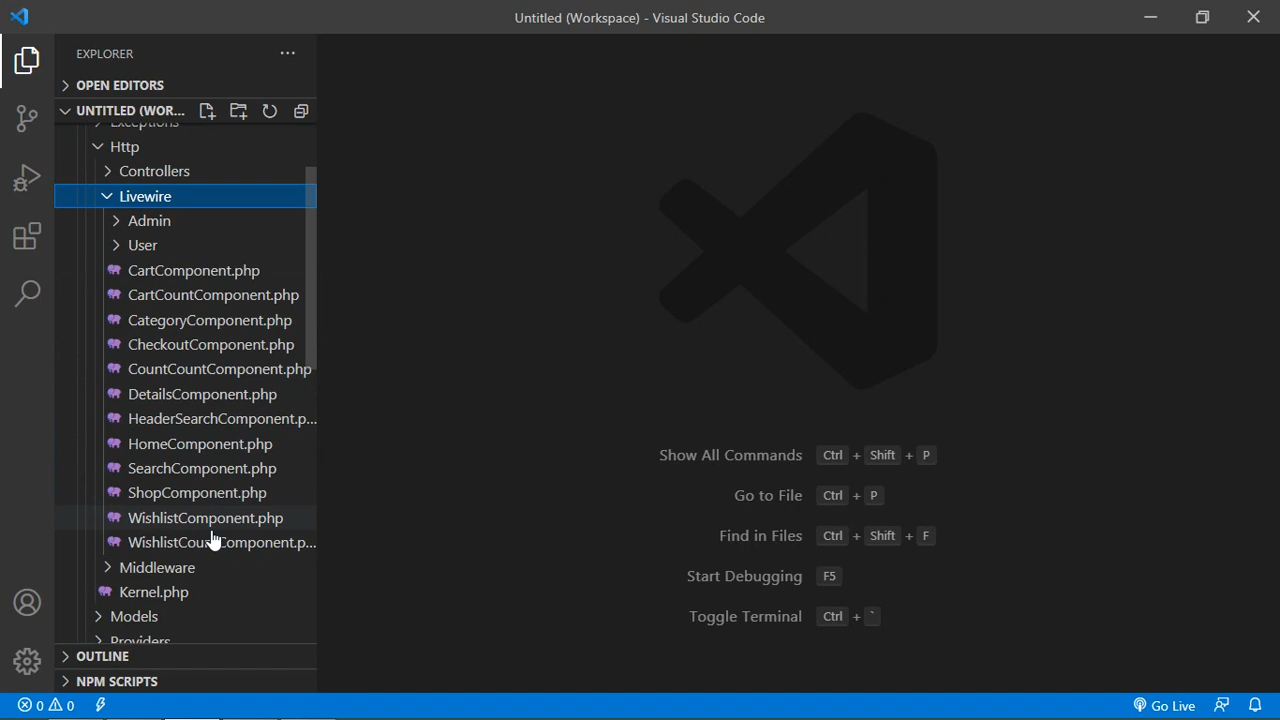 Untitled (Workspace) - Visual Studio Code
EXPLORER
OPEN EDITORS
UNTITLED (WOR...
Exceptions
Http
Controllers
Livewire
Admin
User
CartComponent.php
CartCountComponent.php
CategoryComponent.php
CheckoutComponent.php
CountCountComponent.php
DetailsComponent.php
HeaderSearchComponent.p...
HomeComponent.php
SearchComponent.php
ShopComponent.php
WishlistComponent.php
WishlistCountComponent.p...
Middleware
Kernel.php
Models
Providers
OUTLINE
NPM SCRIPTS
Show All Commands Ctrl + Shift + P
Go to File Ctrl + P
Find in Files Ctrl + Shift + F
Start Debugging F5
Toggle Terminal Ctrl + `
0 0 Go Live